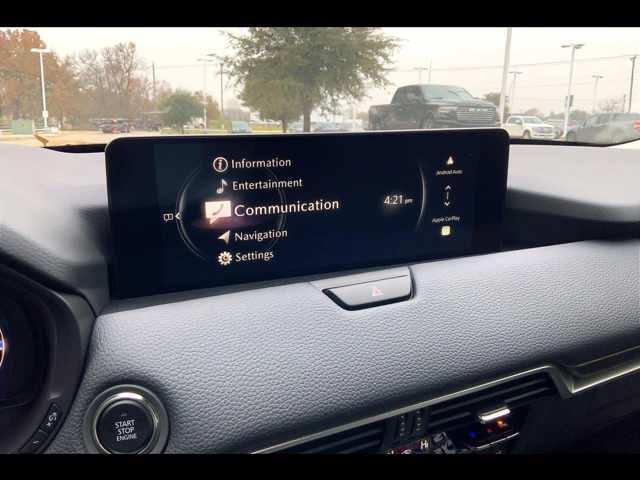 Information
Entertainment
Communication
Navigation
Settings
4:21 pm
Android Auto
Apple CarPlay
START
STOP
ENGINE